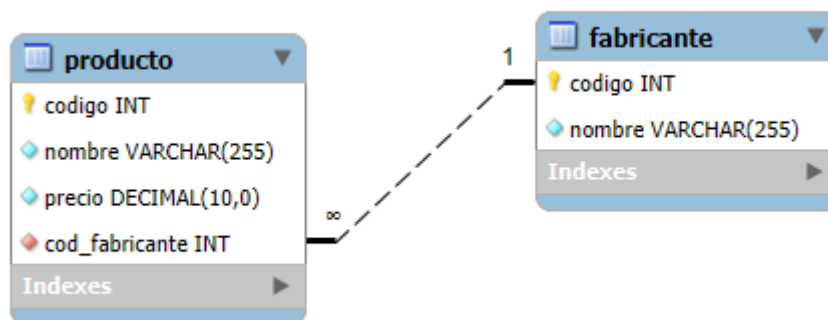 producto
codigo INT
nombre VARCHAR(255)
precio DECIMAL(10,0)
cod_fabricante INT
Indexes
∞
1
fabricante
codigo INT
nombre VARCHAR(255)
Indexes